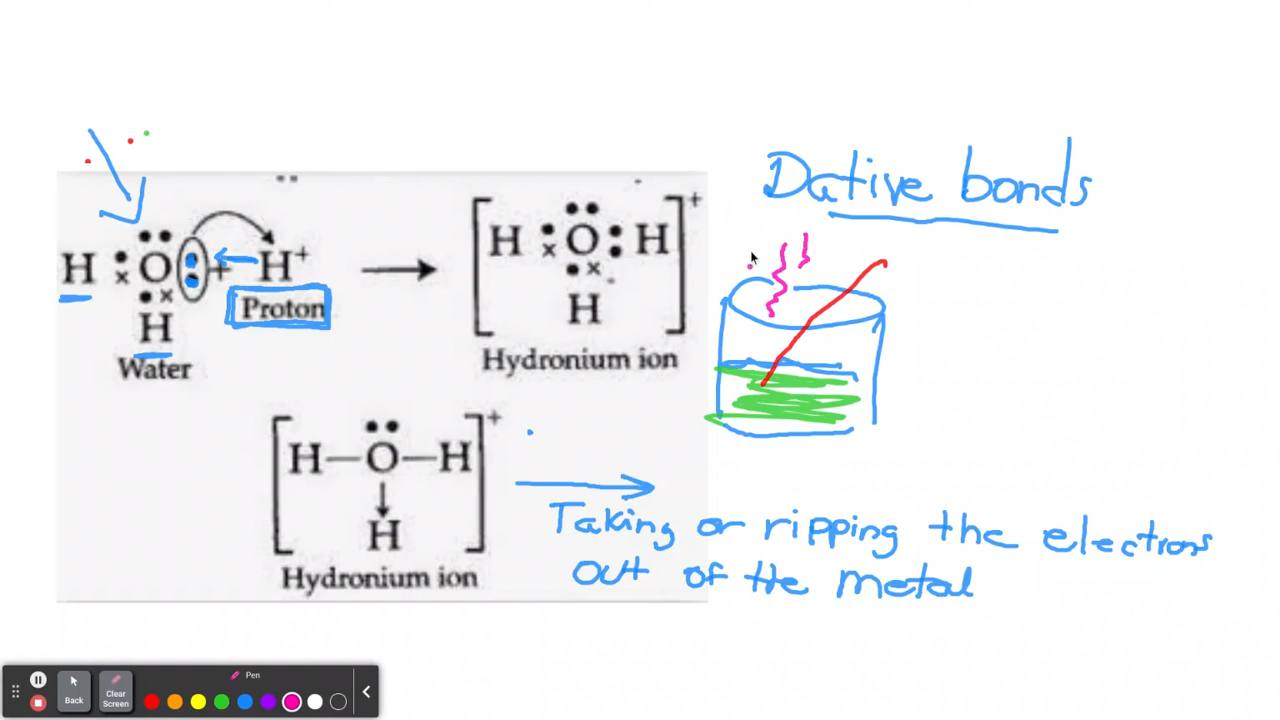 Dative bonds
H O + H+
Proton
H
Water
[H O H]+
H
Hydronium ion
[H—O—H]+
H
Hydronium ion
Taking or ripping the electrons
out of the metal
Pen
Back
Clear
Screen